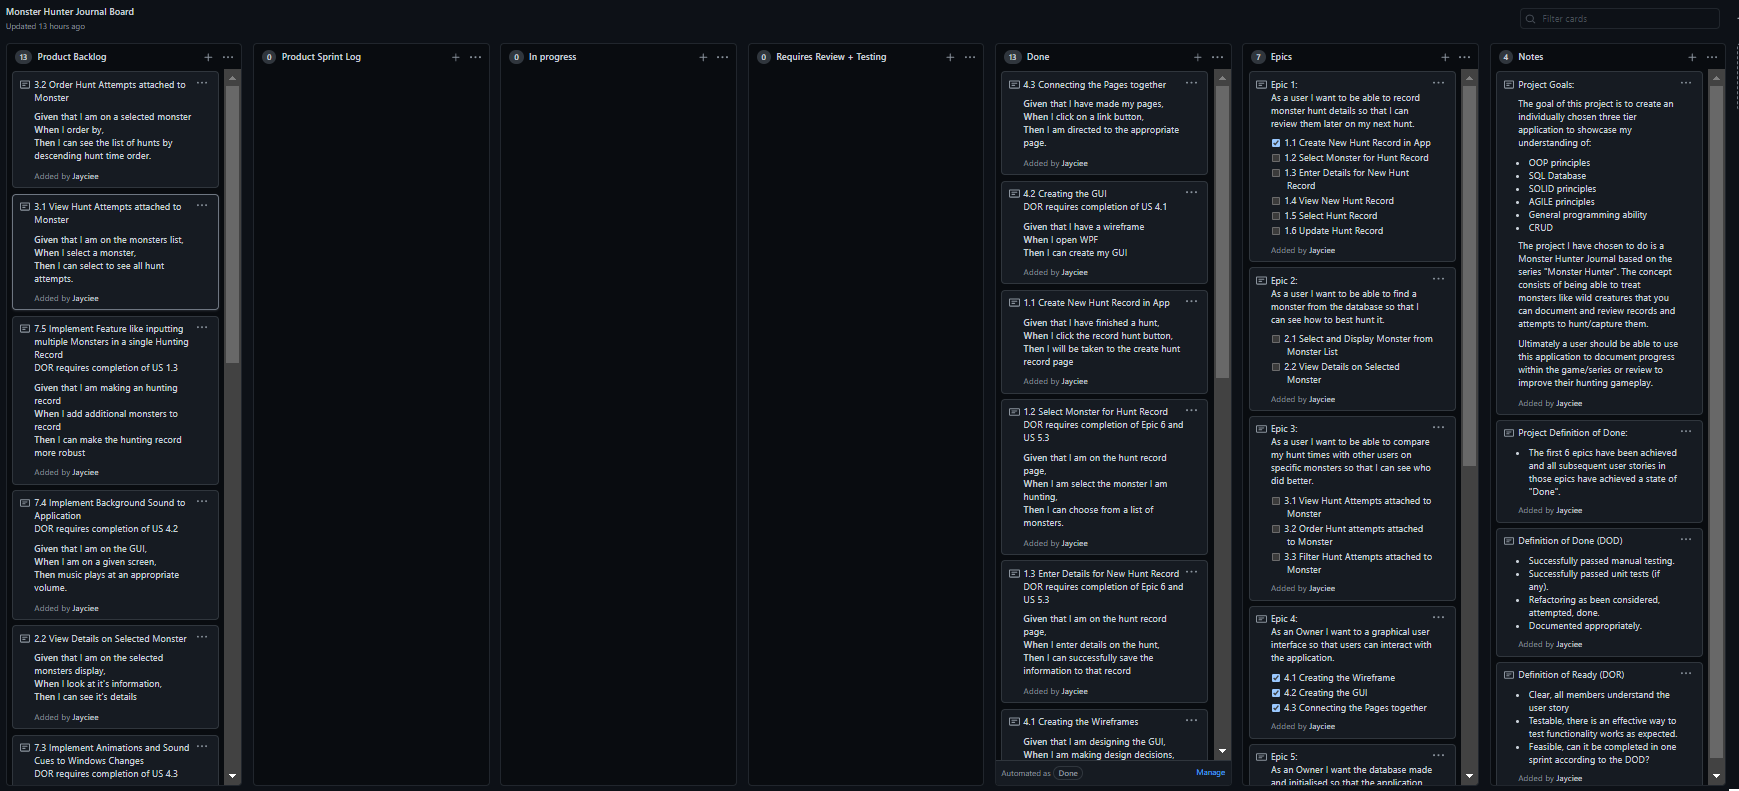 Monster Hunter Journal Board
Updated 13 hours ago
Filter cards
13 Product Backlog
3.2 Order Hunt Attempts attached to
Monster
Given that I am on a selected monster
When I order by,
Then I can see the list of hunts by
descending hunt time order.
Added by Jayciee
3.1 View Hunt Attempts attached to
Monster
Given that I am on the monsters list,
When I select a monster,
Then I can select to see all hunt
attempts.
Added by Jayciee
7.5 Implement Feature like inputting
multiple Monsters in a single Hunting
Record
DOR requires completion of US 1.3
Given that I am making an hunting
record
When I add additional monsters to
record
Then I can make the hunting record
more robust
Added by Jayciee
7.4 Implement Background Sound to
Application
DOR requires completion of US 4.2
Given that I am on the GUI,
When I am on a given screen,
Then music plays at an appropriate
volume.
Added by Jayciee
2.2 View Details on Selected Monster
Given that I am on the selected
monsters display,
When I look at it's information,
Then I can see it's details
Added by Jayciee
7.3 Implement Animations and Sound
Cues to Windows Changes
DOR requires completion of US 4.3
0 Product Sprint Log
0 In progress
0 Requires Review + Testing
13 Done
4.3 Connecting the Pages together
Given that I have made my pages,
When I click on a link button,
Then I am directed to the appropriate
page.
Added by Jayciee
4.2 Creating the GUI
DOR requires completion of US 4.1
Given that I have a wireframe
When I open WPF
Then I can create my GUI
Added by Jayciee
1.1 Create New Hunt Record in App
Given that I have finished a hunt,
When I click the record hunt button,
Then I will be taken to the create hunt
record page
Added by Jayciee
1.2 Select Monster for Hunt Record
DOR requires completion of Epic 6 and
US 5.3
Given that I am on the hunt record
page,
When I am select the monster I am
hunting,
Then I can choose from a list of
monsters.
Added by Jayciee
1.3 Enter Details for New Hunt Record
DOR requires completion of Epic 6 and
US 5.3
Given that I am on the hunt record
page,
When I enter details on the hunt,
Then I can successfully save the
information to that record
Added by Jayciee
4.1 Creating the Wireframes
Given that I am designing the GUI,
When I am making design decisions,
Automated as Done
Manage
7 Epics
Epic 1:
As a user I want to be able to record
monster hunt details so that I can
review them later on my next hunt.
1.1 Create New Hunt Record in App
1.2 Select Monster for Hunt Record
1.3 Enter Details for New Hunt
Record
1.4 View New Hunt Record
1.5 Select Hunt Record
1.6 Update Hunt Record
Added by Jayciee
Epic 2:
As a user I want to be able to find a
monster from the database so that I
can see how to best hunt it.
2.1 Select and Display Monster from
Monster List
2.2 View Details on Selected
Monster
Added by Jayciee
Epic 3:
As a user I want to be able to compare
my hunt times with other users on
specific monsters so that I can see who
did better.
3.1 View Hunt Attempts attached to
Monster
3.2 Order Hunt attempts attached
to Monster
3.3 Filter Hunt Attempts attached to
Monster
Added by Jayciee
Epic 4:
As an Owner I want to a graphical user
interface so that users can interact with
the application.
4.1 Creating the Wireframe
4.2 Creating the GUI
4.3 Connecting the Pages together
Added by Jayciee
Epic 5:
As an Owner I want the database made
and initialised so that the application
4 Notes
Project Goals:
The goal of this project is to create an
individually chosen three tier
application to showcase my
understanding of:
OOP principles
SQL Database
SOLID principles
AGILE principles
General programming ability
CRUD
The project I have chosen to do is a
Monster Hunter Journal based on the
series "Monster Hunter". The concept
consists of being able to treat
monsters like wild creatures that you
can document and review records and
attempts to hunt/capture them.
Ultimately a user should be able to use
this application to document progress
within the game/series or review to
improve their hunting gameplay.
Added by Jayciee
Project Definition of Done:
The first 6 epics have been achieved
and all subsequent user stories in
those epics have achieved a state of
"Done".
Added by Jayciee
Definition of Done (DOD)
Successfully passed manual testing.
Successfully passed unit tests (if
any).
Refactoring as been considered,
attempted, done.
Documented appropriately.
Added by Jayciee
Definition of Ready (DOR)
Clear, all members understand the
user story
Testable, there is an effective way to
test functionality works as expected.
Feasible, can it be completed in one
sprint according to the DOD?
Added by Jayciee